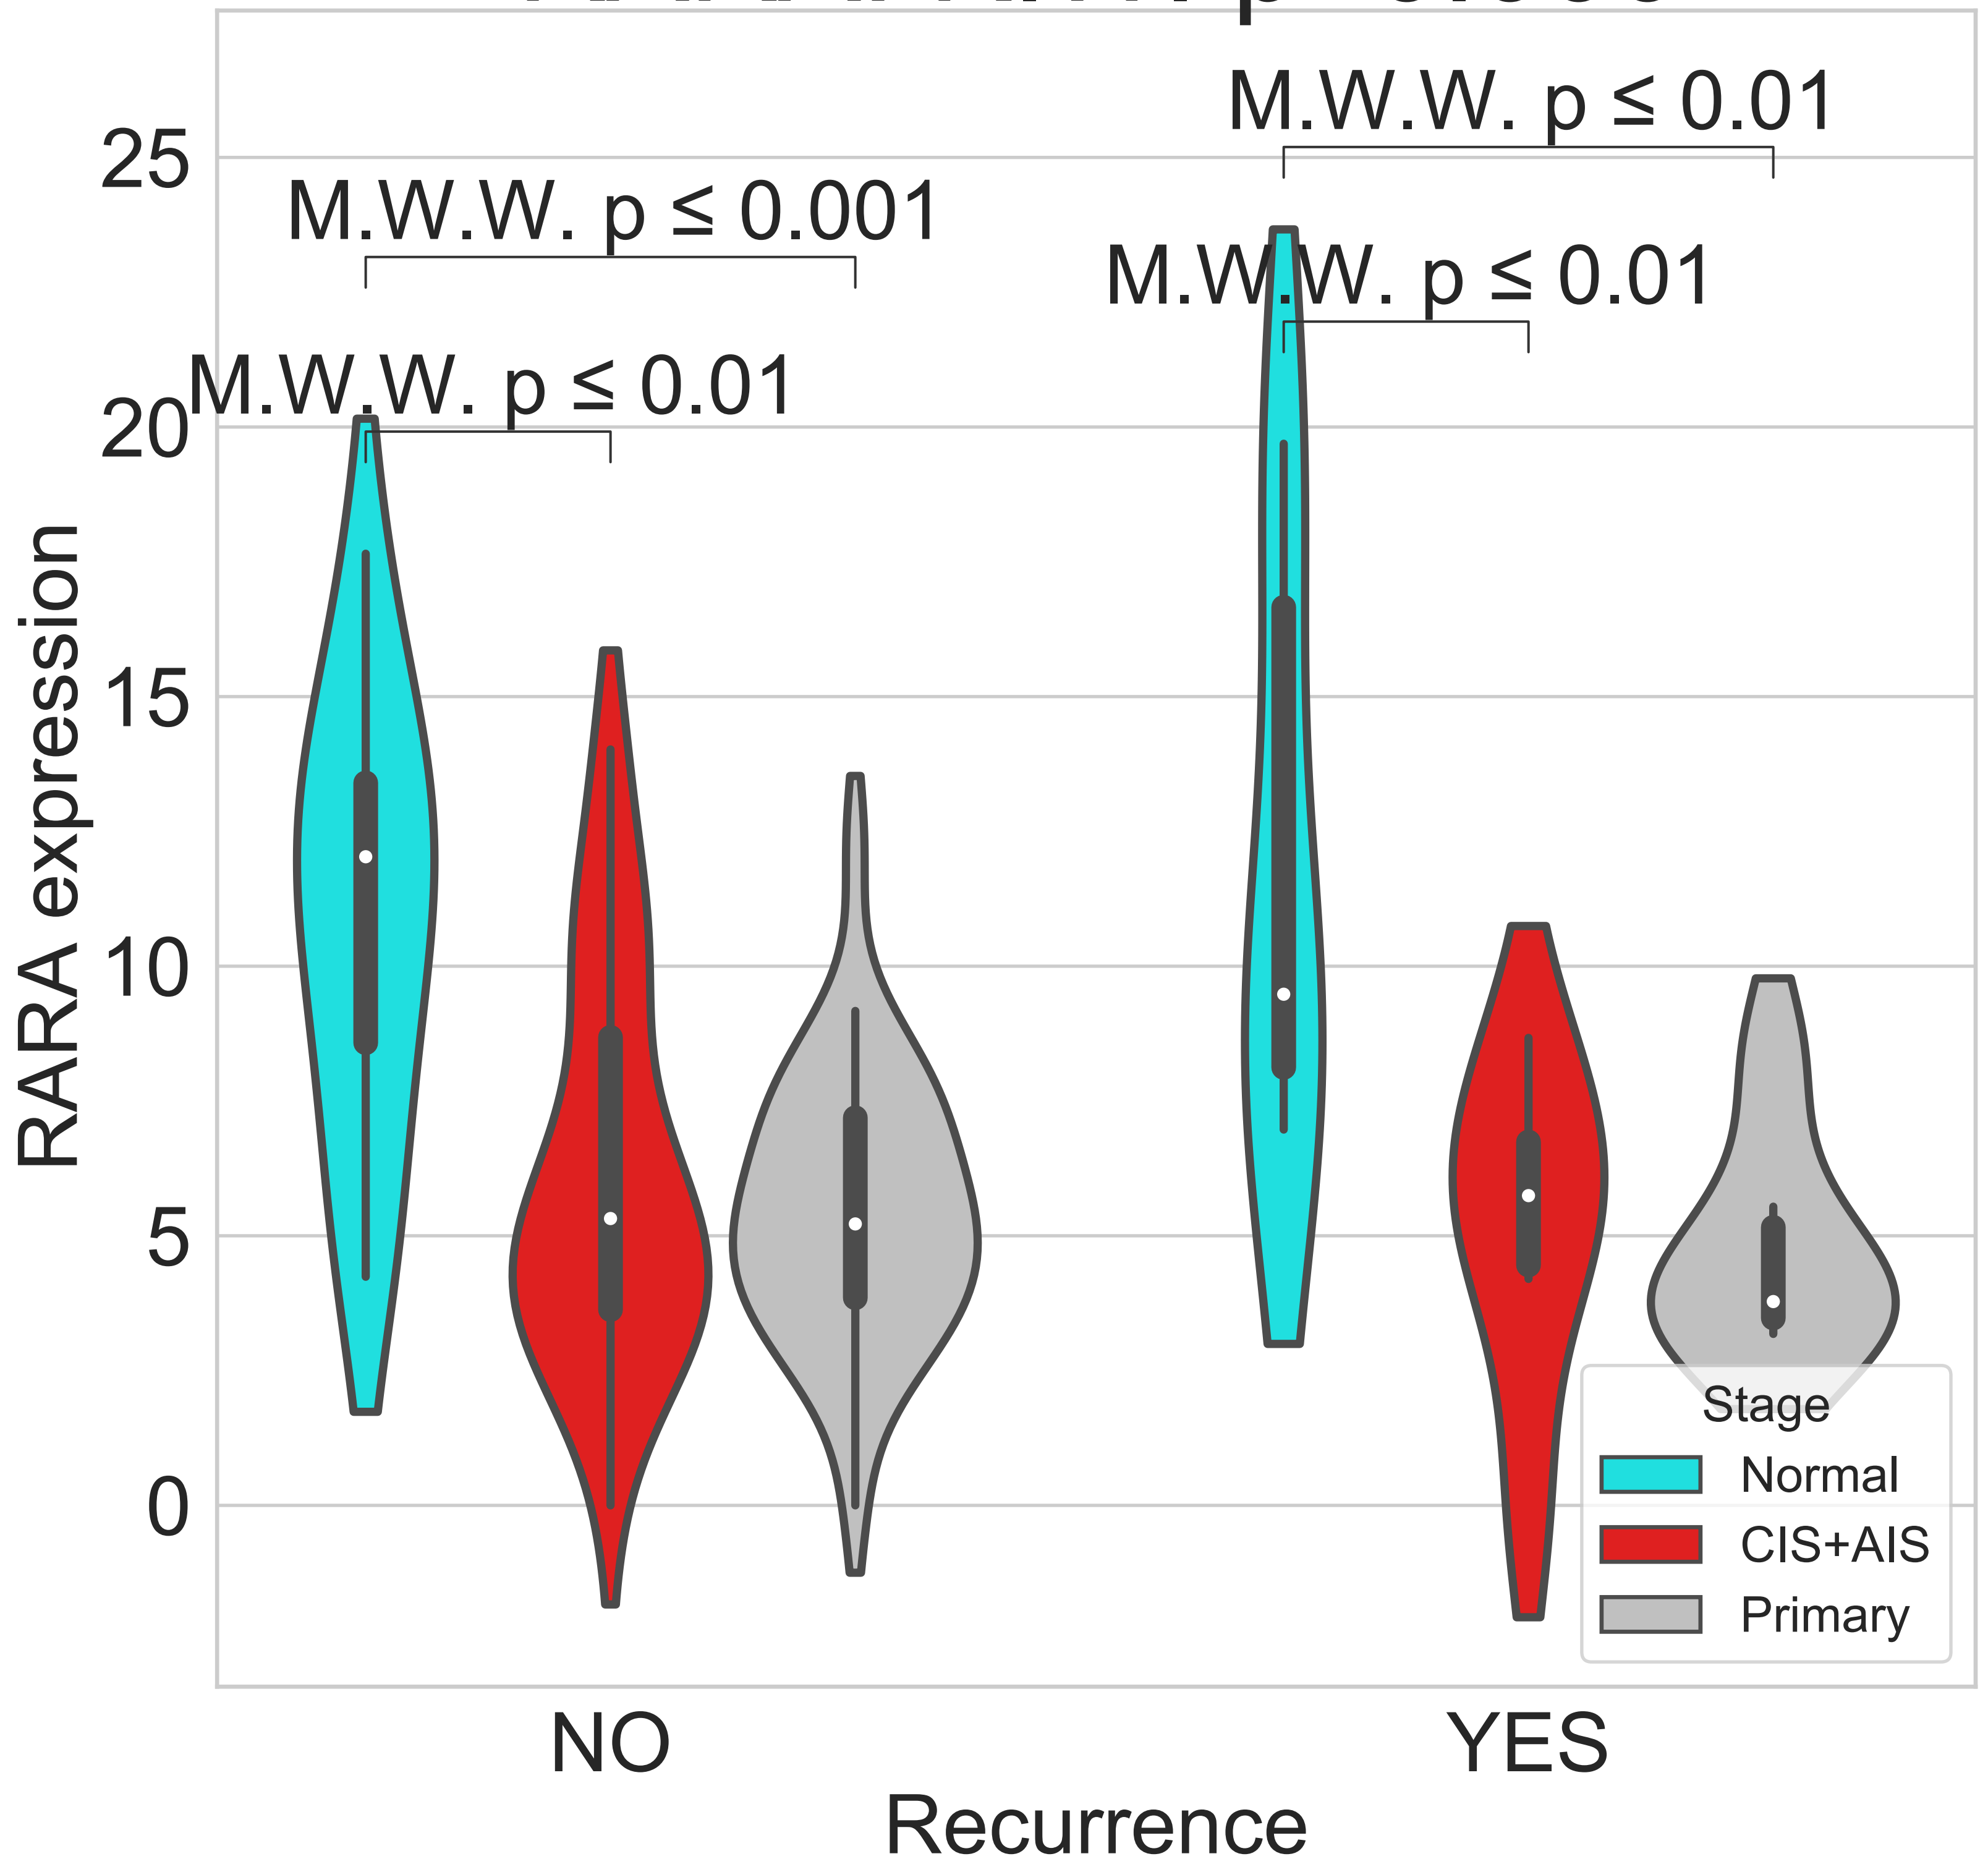 M.W.W. p ≤ 0.01
M.W.W. p ≤ 0.001
M.W.W. p ≤ 0.01
M.W.W. p ≤ 0.01
25
20
15
10
5
0
RARA expression
Stage
Normal
CIS+AIS
Primary
NO
YES
Recurrence